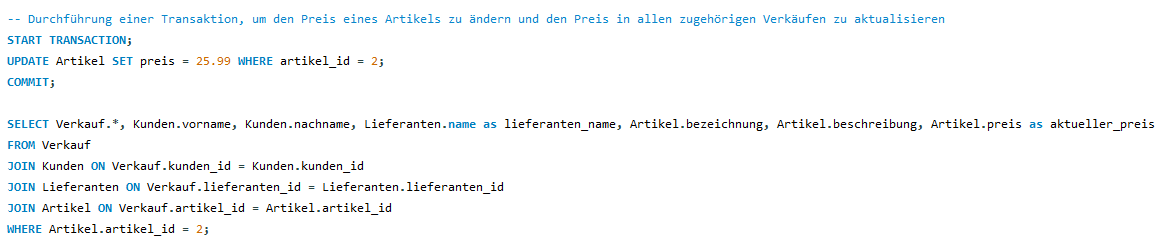 -- Durchführung einer Transaktion, um den Preis eines Artikels zu ändern und den Preis in allen zugehörigen Verkäufen zu aktualisieren
START TRANSACTION;
UPDATE Artikel SET preis = 25.99 WHERE artikel_id = 2;
COMMIT;
SELECT Verkauf.*, Kunden.vorname, Kunden.nachname, Lieferanten.name as lieferanten_name, Artikel.bezeichnung, Artikel.beschreibung, Artikel.preis as aktueller_preis
FROM Verkauf
JOIN Kunden ON Verkauf.kunden_id = Kunden.kunden_id
JOIN Lieferanten ON Verkauf.lieferanten_id = Lieferanten.lieferanten_id
JOIN Artikel ON Verkauf.artikel_id = Artikel.artikel_id
WHERE Artikel.artikel_id = 2;